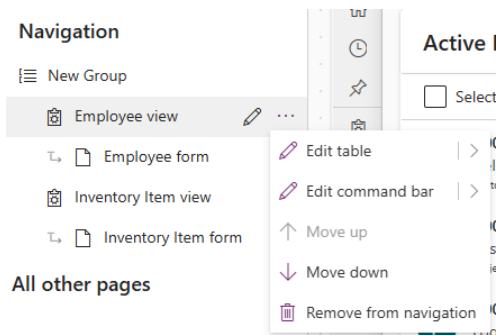 Navigation
New Group
Employee view
Employee form
Inventory Item view
Inventory Item form
All other pages
Edit table
Edit command bar
Move up
Move down
Remove from navigation
Active
Select